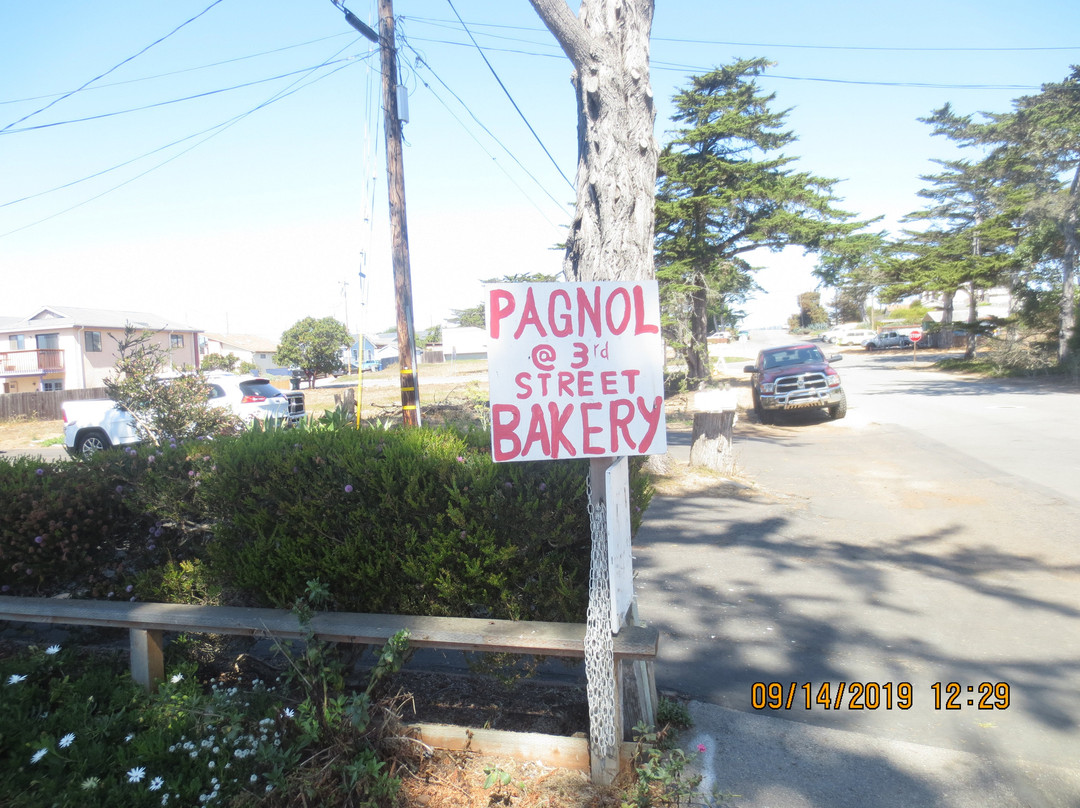 PAGNOL
@ 3rd
STREET
BAKERY
09/14/2019 12:29